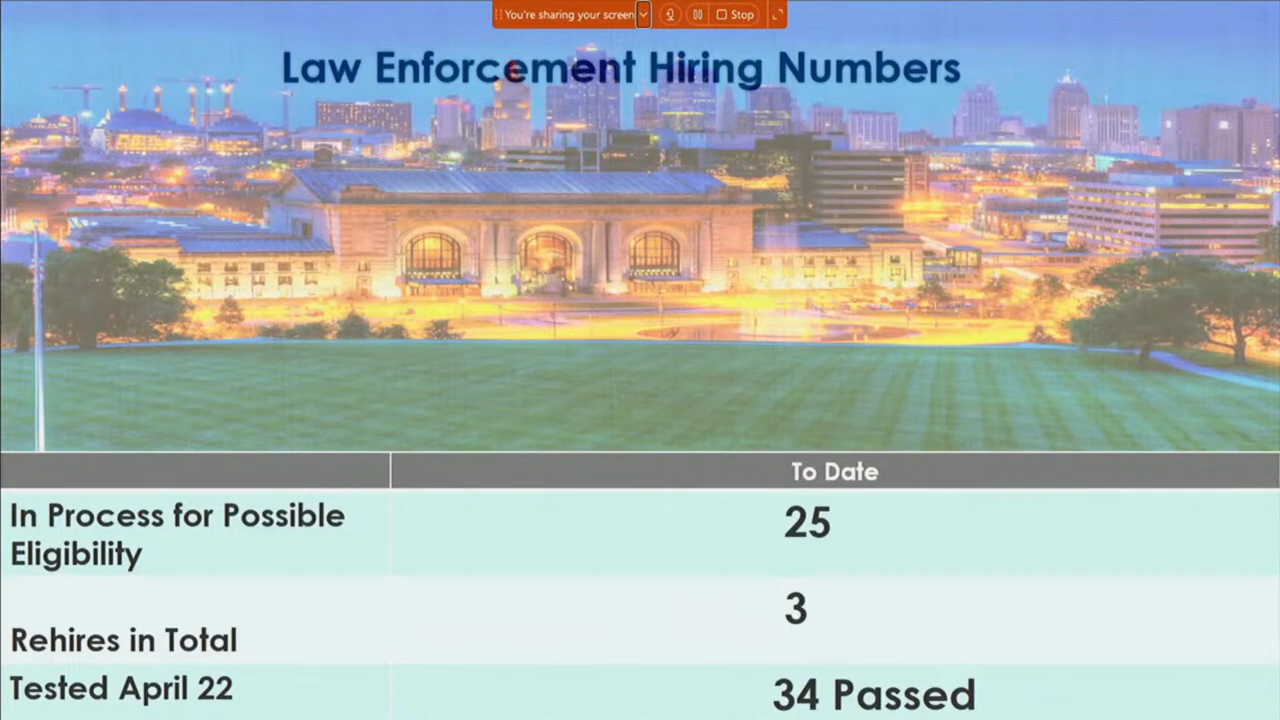 You're sharing your screen
Stop
Law Enforcement Hiring Numbers
To Date
In Process for Possible
Eligibility
25
3
Rehires in Total
Tested April 22
34 Passed